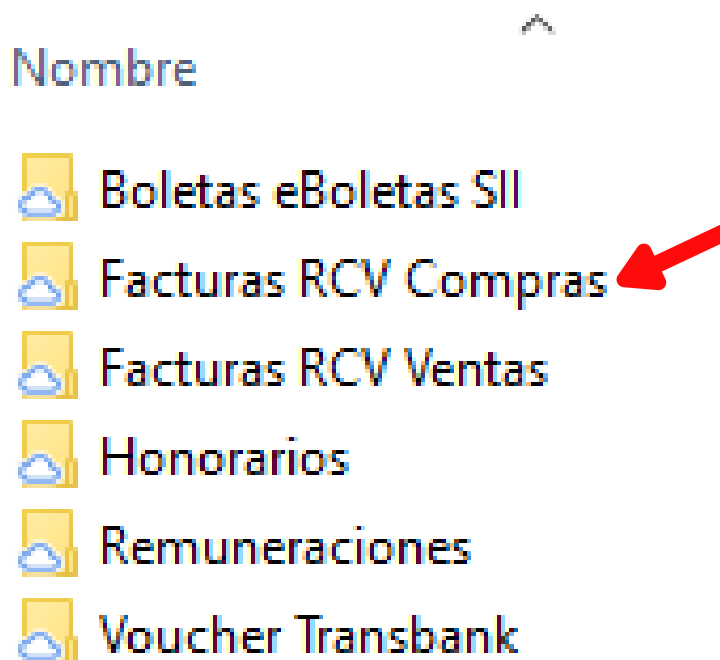 Nombre
Boletas eBoletas SII
Facturas RCV Compras
Facturas RCV Ventas
Honorarios
Remuneraciones
Voucher Transbank